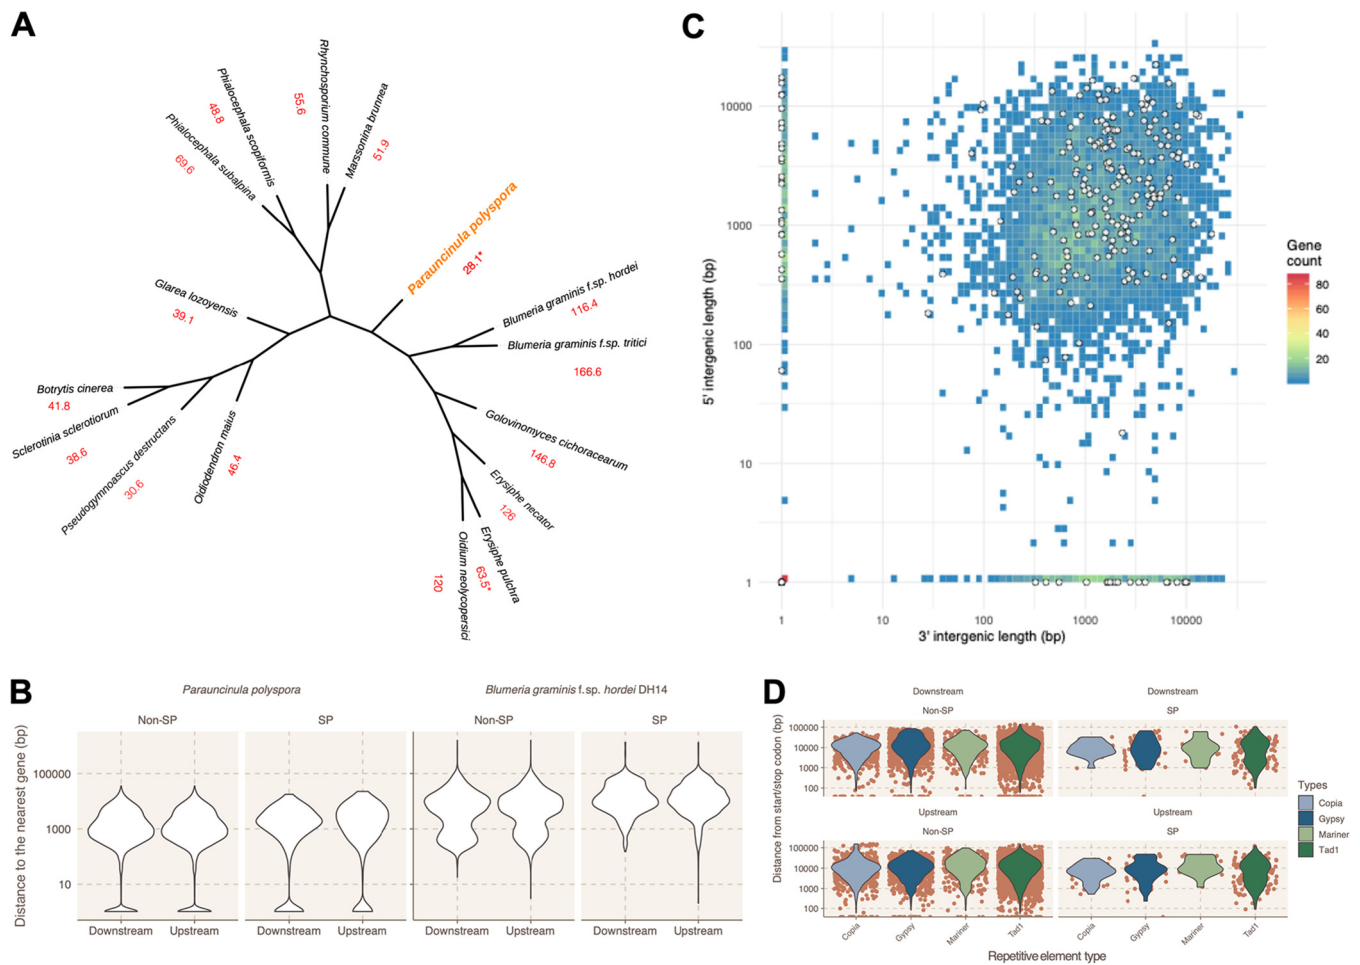 A
Phialocephala subalpina
69.6
Phialocephala scopiformis
48.8
Rhynchosporium commune
55.6
Marssonina brunnea
51.9
Parauncinula polyspora
28.1*
Blumeria graminis f.sp. hordei
116.4
Blumeria graminis f.sp. tritici
166.6
Golovinomyces cichoracearum
146.8
Erysiphe necator
126
Erysiphe pulchra
63.5*
Oidium neolycopersici
120
Glarea lozoyensis
39.1
Botrytis cinerea
41.8
Sclerotinia sclerotiorum
38.6
Pseudogymnoascus destructans
30.6
Oidiodendron maius
46.4
C
5' intergenic length (bp)
10000
1000
100
10
1
1 10 100 1000 10000
3' intergenic length (bp)
Gene
count
80
60
40
20
B
Parauncinula polyspora
Blumeria graminis f.sp. hordei DH14
Non-SP SP Non-SP SP
Distance to the nearest gene (bp)
100000
1000
10
Downstream Upstream Downstream Upstream Downstream Upstream Downstream Upstream
D
Downstream Downstream
Non-SP SP
Distance from start/stop codon (bp)
100000
10000
1000
100
Upstream Upstream
Non-SP SP
100000
10000
1000
100
Copia Gypsy Mariner Tad1 Copia Gypsy Mariner Tad1
Repetitive element type
Types
Copia
Gypsy
Mariner
Tad1